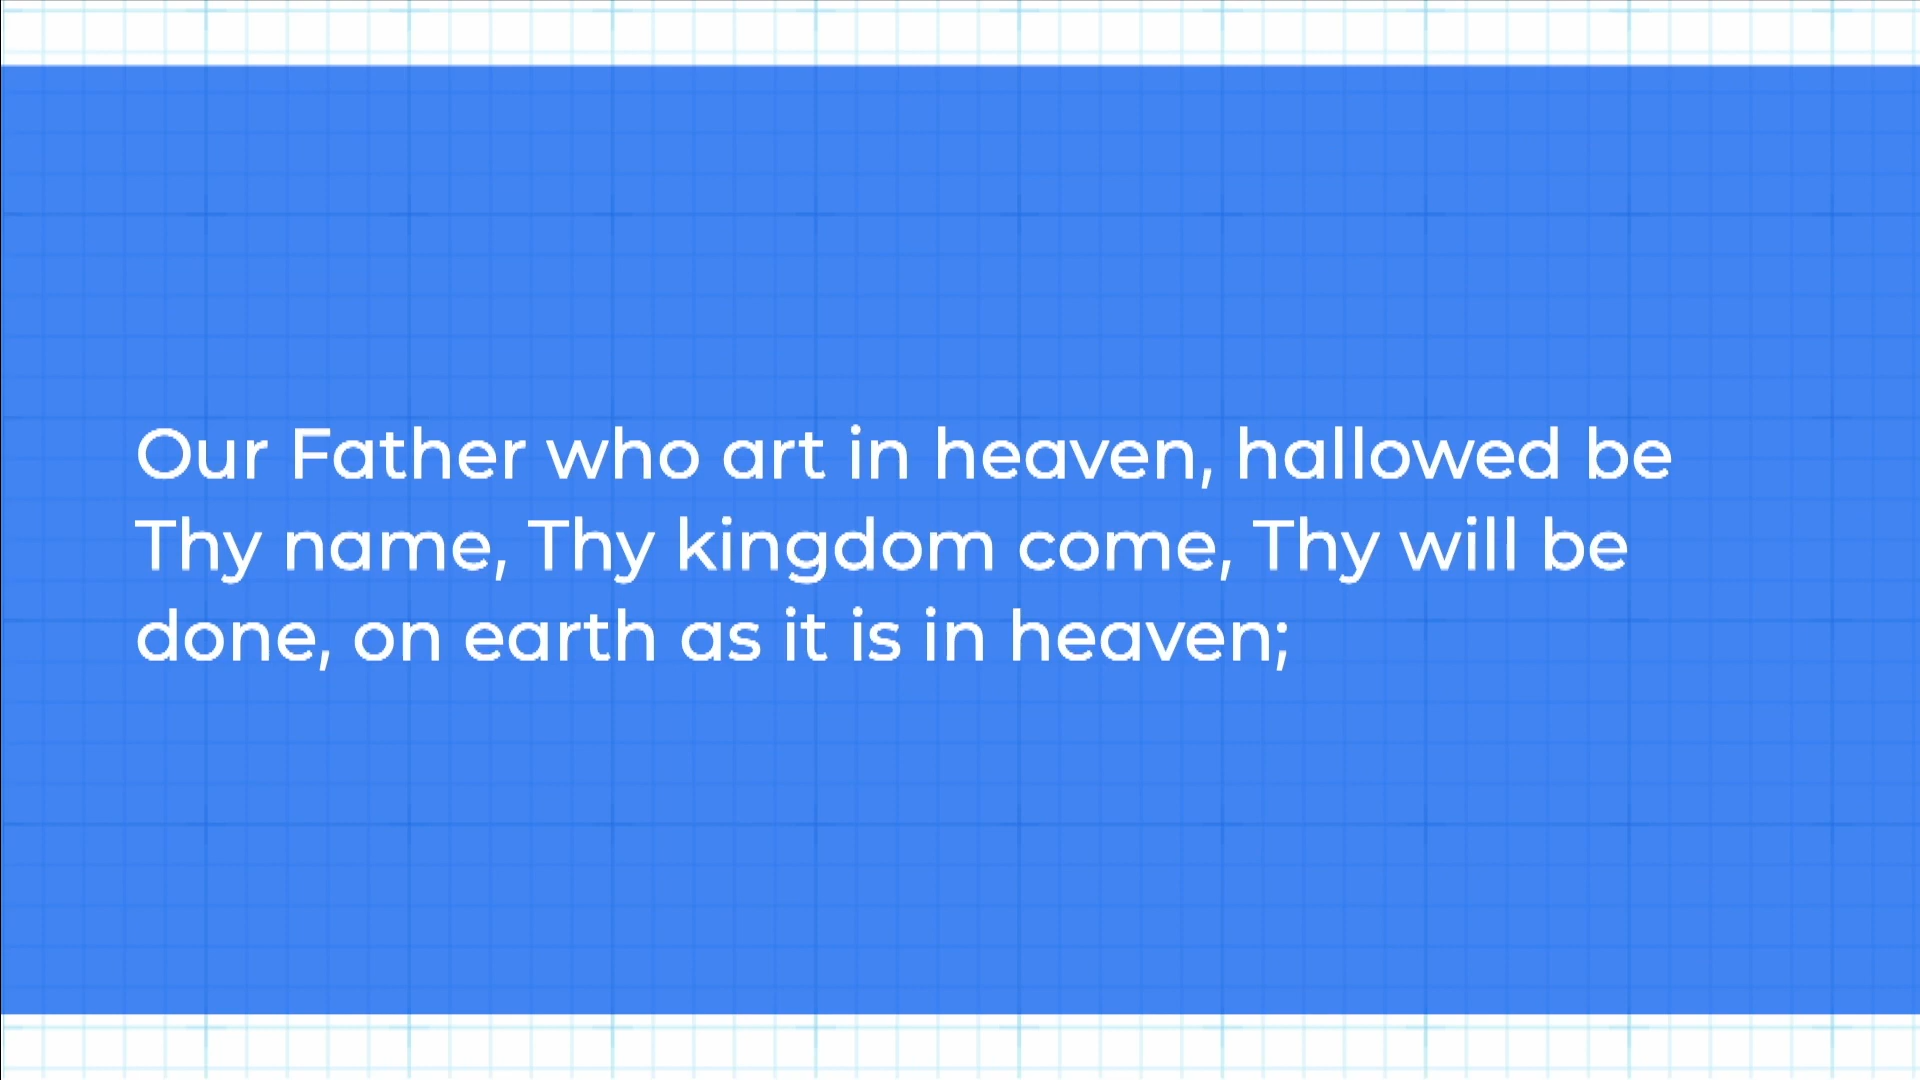 Our Father who art in heaven, hallowed be
Thy name, Thy kingdom come, Thy will be
done, on earth as it is in heaven;